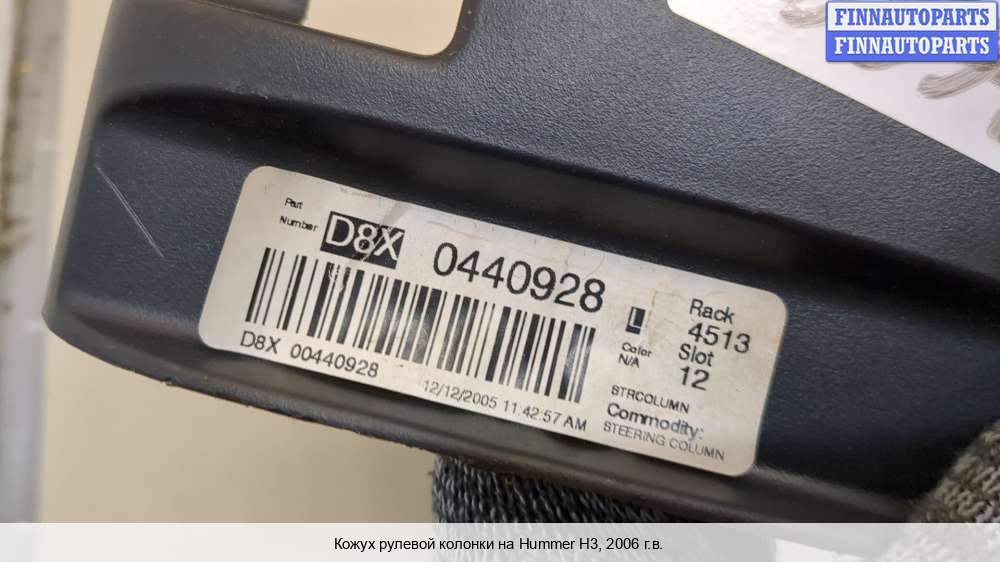 FINNAUTOPARTS
FINNAUTOPARTS
Part
Number
D8X 0440928
L
Rack
4513
Slot
12
Color
N/A
D8X 00440928
12/12/2005 11:42:57 AM
STRCOLUMN
Commodity:
STEERING COLUMN
Кожух рулевой колонки на Hummer H3, 2006 г.в.